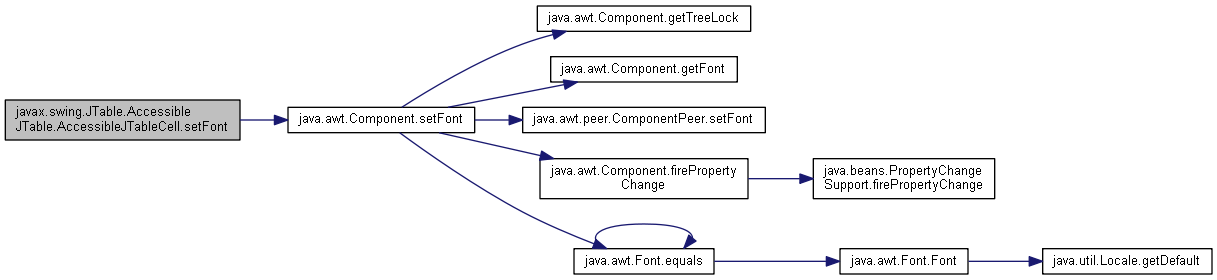 java.awt.Component.getTreeLock
java.awt.Component.getFont
javax.swing.JTable.Accessible
JTable.AccessibleJTableCell.setFont
java.awt.Component.setFont
java.awt.peer.ComponentPeer.setFont
java.awt.Component.fireProperty
Change
java.beans.PropertyChange
Support.firePropertyChange
java.awt.Font.equals
java.awt.Font.Font
java.util.Locale.getDefault